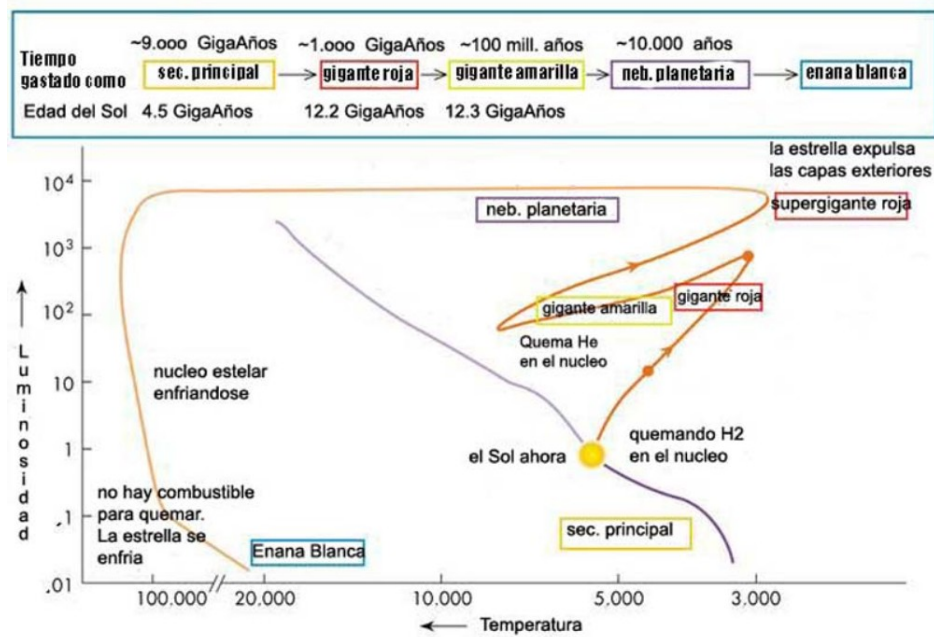 ~9.ooo GigaAños ~1.ooo GigaAños ~100 mill. años ~10.000 años
Tiempo
gastado como
sec. principal gigante roja gigante amarilla neb. planetaria enana blanca
Edad del Sol 4.5 GigaAños 12.2 GigaAños 12.3 GigaAños
la estrella expulsa
las capas exteriores
supergigante roja
neb. planetaria
10⁴
10³
10²
10
1
,1
,01
Luminosidad
gigante roja
gigante amarilla
Quema He
en el nucleo
nucleo estelar
enfriandose
quemando H2
en el nucleo
el Sol ahora
no hay combustible
para quemar.
La estrella se
enfria
sec. principal
Enana Blanca
100.000 20.000 10.000 5,000 3.000
Temperatura